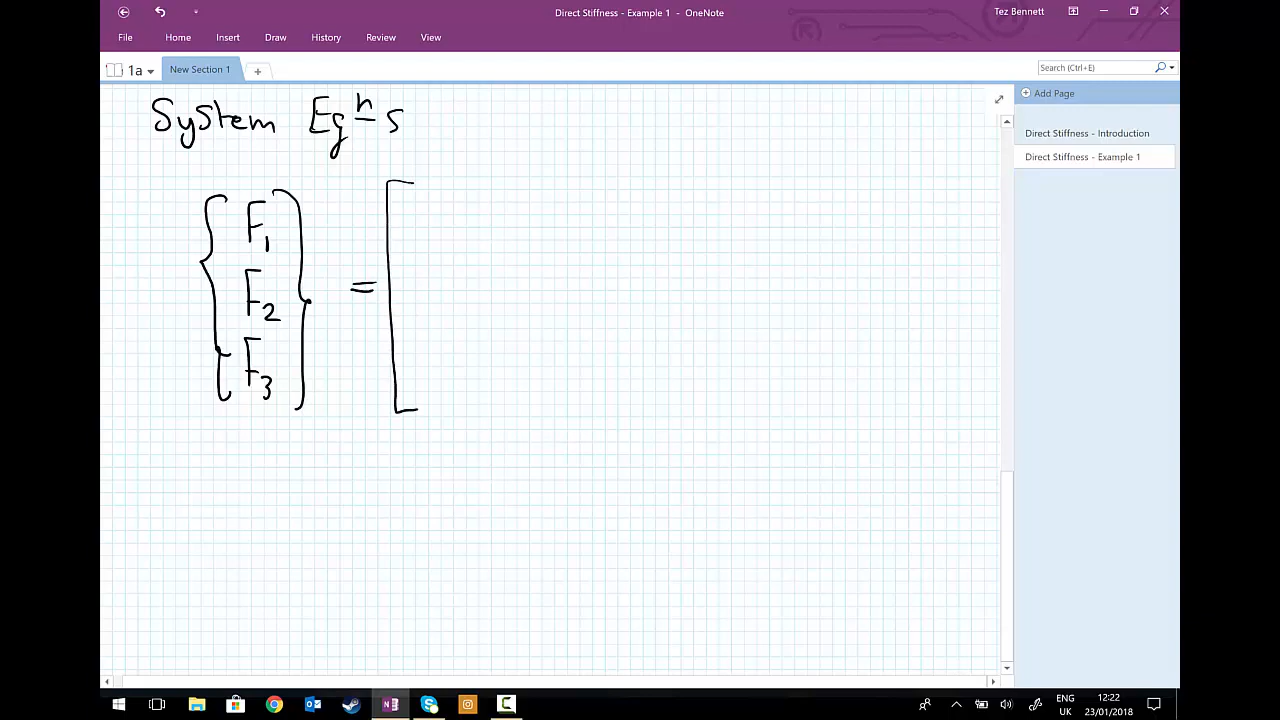 Direct Stiffness - Example 1 - OneNote
Tez Bennett
File Home Insert Draw History Review View
1a New Section 1
Search (Ctrl+E)
Add Page
Direct Stiffness - Introduction
Direct Stiffness - Example 1
System Eqn s
F1
=
F2
F3
ENG
UK
12:22
23/01/2018